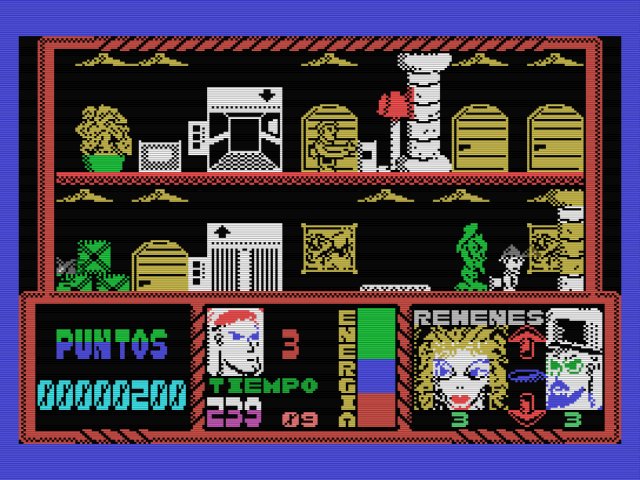 PUNTOS
00000200
3
TIEMPO
239 09
ENERGIA
REHENES
3 3